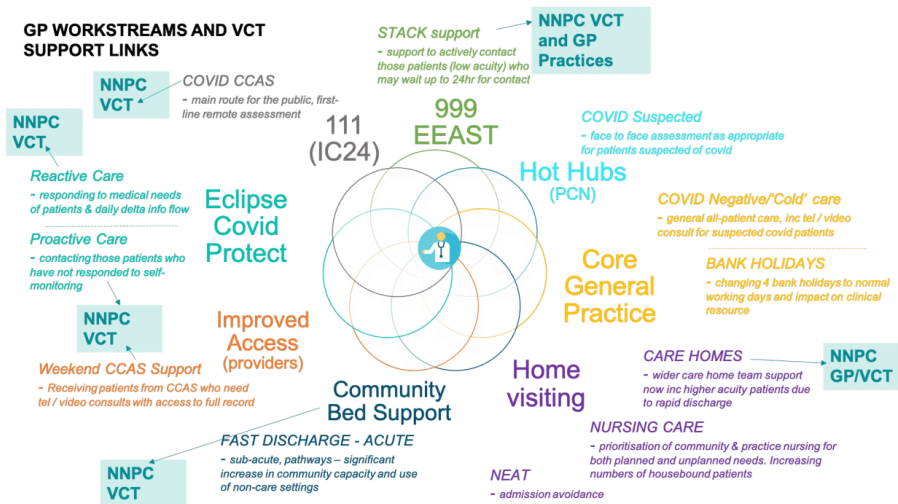 GP WORKSTREAMS AND VCT
SUPPORT LINKS
STACK support
- support to actively contact
those patients (low acuity) who
may wait up to 24hr for contact
NNPC VCT
and GP
Practices
NNPC
VCT
COVID CCAS
- main route for the public, first-
line remote assessment
111
(IC24)
999
EEAST
COVID Suspected
- face to face assessment as appropriate
for patients suspected of covid
Hot Hubs
(PCN)
NNPC
VCT
Reactive Care
- responding to medical needs
of patients & daily delta info flow
Proactive Care
- contacting those patients who
have not responded to self-
monitoring
Eclipse
Covid
Protect
COVID Negative/'Cold' care
- general all-patient care, inc tel / video
consult for suspected covid patients
BANK HOLIDAYS
- changing 4 bank holidays to normal
working days and impact on clinical
resource
Core
General
Practice
NNPC
VCT
Improved
Access
(providers)
Weekend CCAS Support
- Receiving patients from CCAS who need
tel / video consults with access to full record
Home
visiting
CARE HOMES
- wider care home team support
now inc higher acuity patients due
to rapid discharge
NNPC
GP/VCT
Community
Bed Support
FAST DISCHARGE - ACUTE
- sub-acute, pathways – significant
increase in community capacity and use
of non-care settings
NNPC
VCT
NURSING CARE
- prioritisation of community & practice nursing for
both planned and unplanned needs. Increasing
numbers of housebound patients
NEAT
- admission avoidance